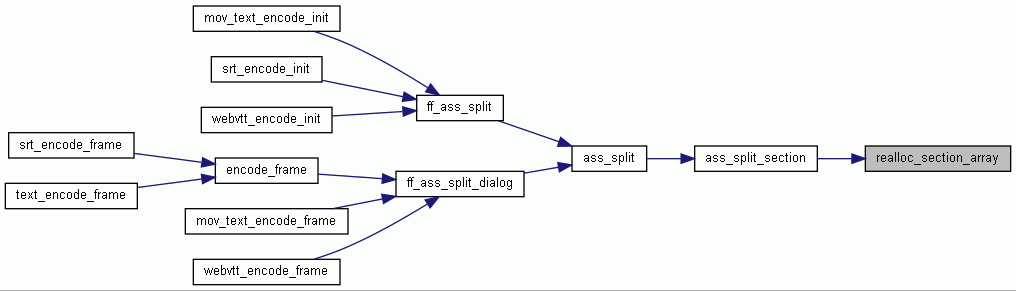 mov_text_encode_init
srt_encode_init
ff_ass_split
webvtt_encode_init
srt_encode_frame
ass_split
ass_split_section
realloc_section_array
encode_frame
ff_ass_split_dialog
text_encode_frame
mov_text_encode_frame
webvtt_encode_frame